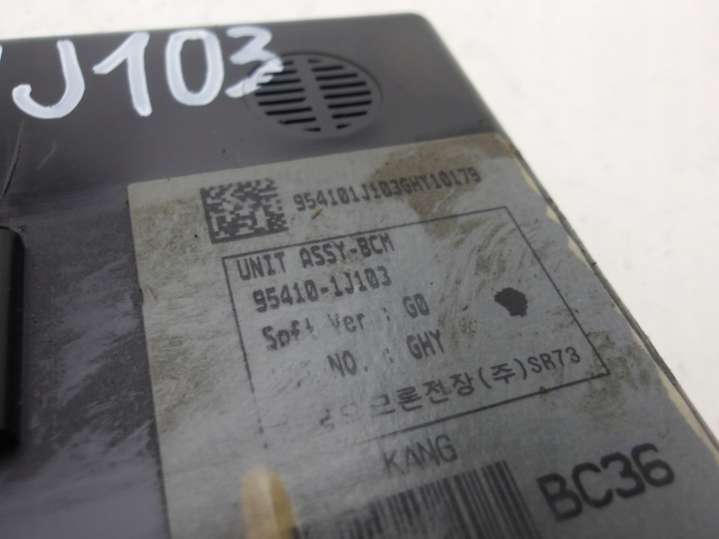 J103
954101J103GHY10179
UNIT ASSY-BCM
95410-1J103
Soft Ver : G0
NO. : GHY
모론전장(주)SR73
KANG
BC36